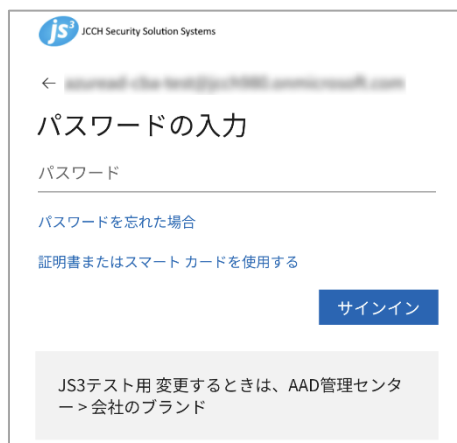 js3 JCCH Security Solution Systems
←
パスワードの入力
パスワード
パスワードを忘れた場合
証明書またはスマート カードを使用する
サインイン
JS3テスト用 変更するときは、AAD管理センタ
ー > 会社のブランド